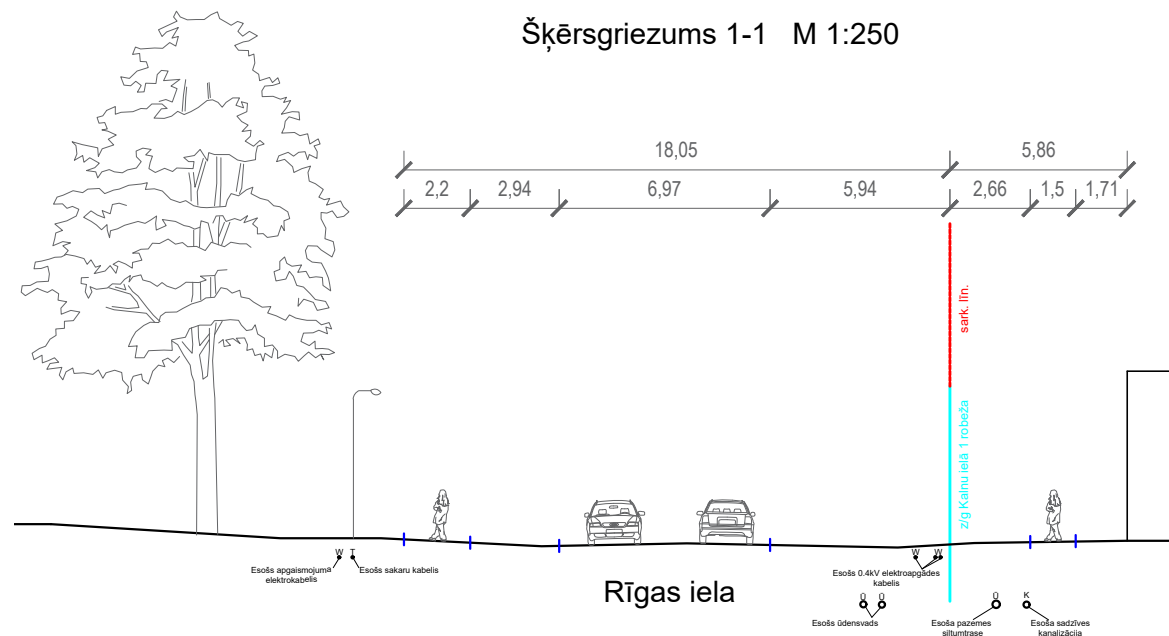 Šķērsgriezums 1-1 M 1:250
18,05 5,86
2,2 2,94 6,97 5,94 2,66 1,5 1,71
sark. līn.
z/g Kalnu ielā 1 robeža
W T
Esošs apgaismojuma
elektrokabelis
Esošs sakaru kabelis
Rīgas iela
W W
Esošs 0.4kV elektroapgādes
kabelis
Ū Ū
Esošs ūdensvads
Ū
Esoša pazemes
siltumtrase
K
Esoša sadzīves
kanalizācija